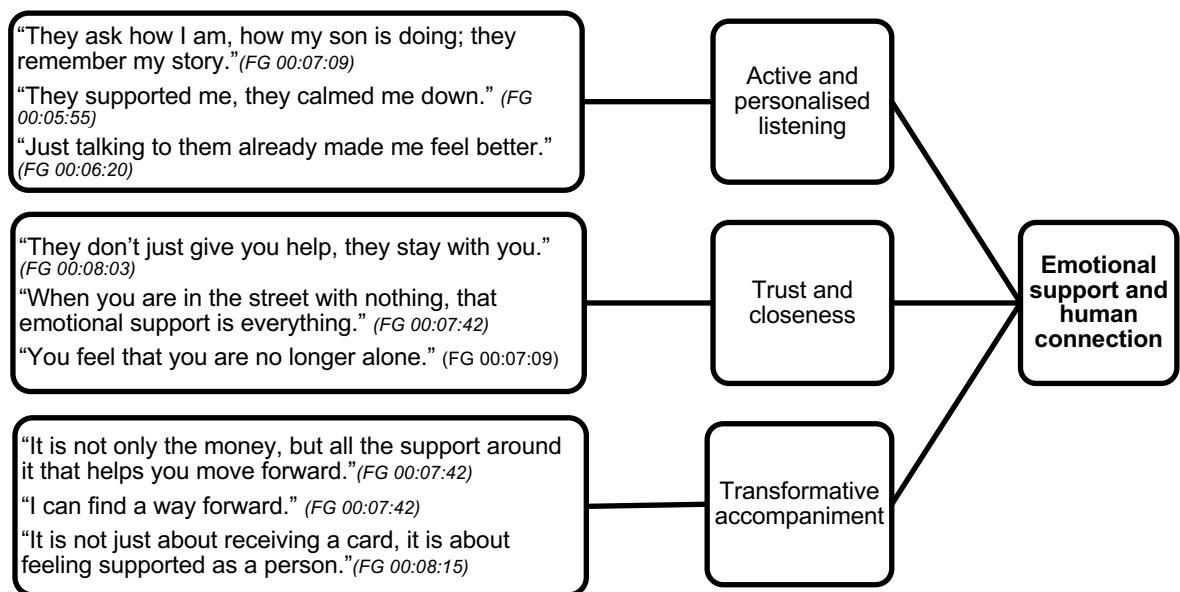 “They ask how I am, how my son is doing; they
remember my story.”(FG 00:07:09)
“They supported me, they calmed me down.” (FG
00:05:55)
“Just talking to them already made me feel better.”
(FG 00:06:20)
Active and
personalised
listening
“They don’t just give you help, they stay with you.”
(FG 00:08:03)
“When you are in the street with nothing, that
emotional support is everything.” (FG 00:07:42)
“You feel that you are no longer alone.” (FG 00:07:09)
Trust and
closeness
“It is not only the money, but all the support around
it that helps you move forward.”(FG 00:07:42)
“I can find a way forward.” (FG 00:07:42)
“It is not just about receiving a card, it is about
feeling supported as a person.”(FG 00:08:15)
Transformative
accompaniment
Emotional
support and
human
connection